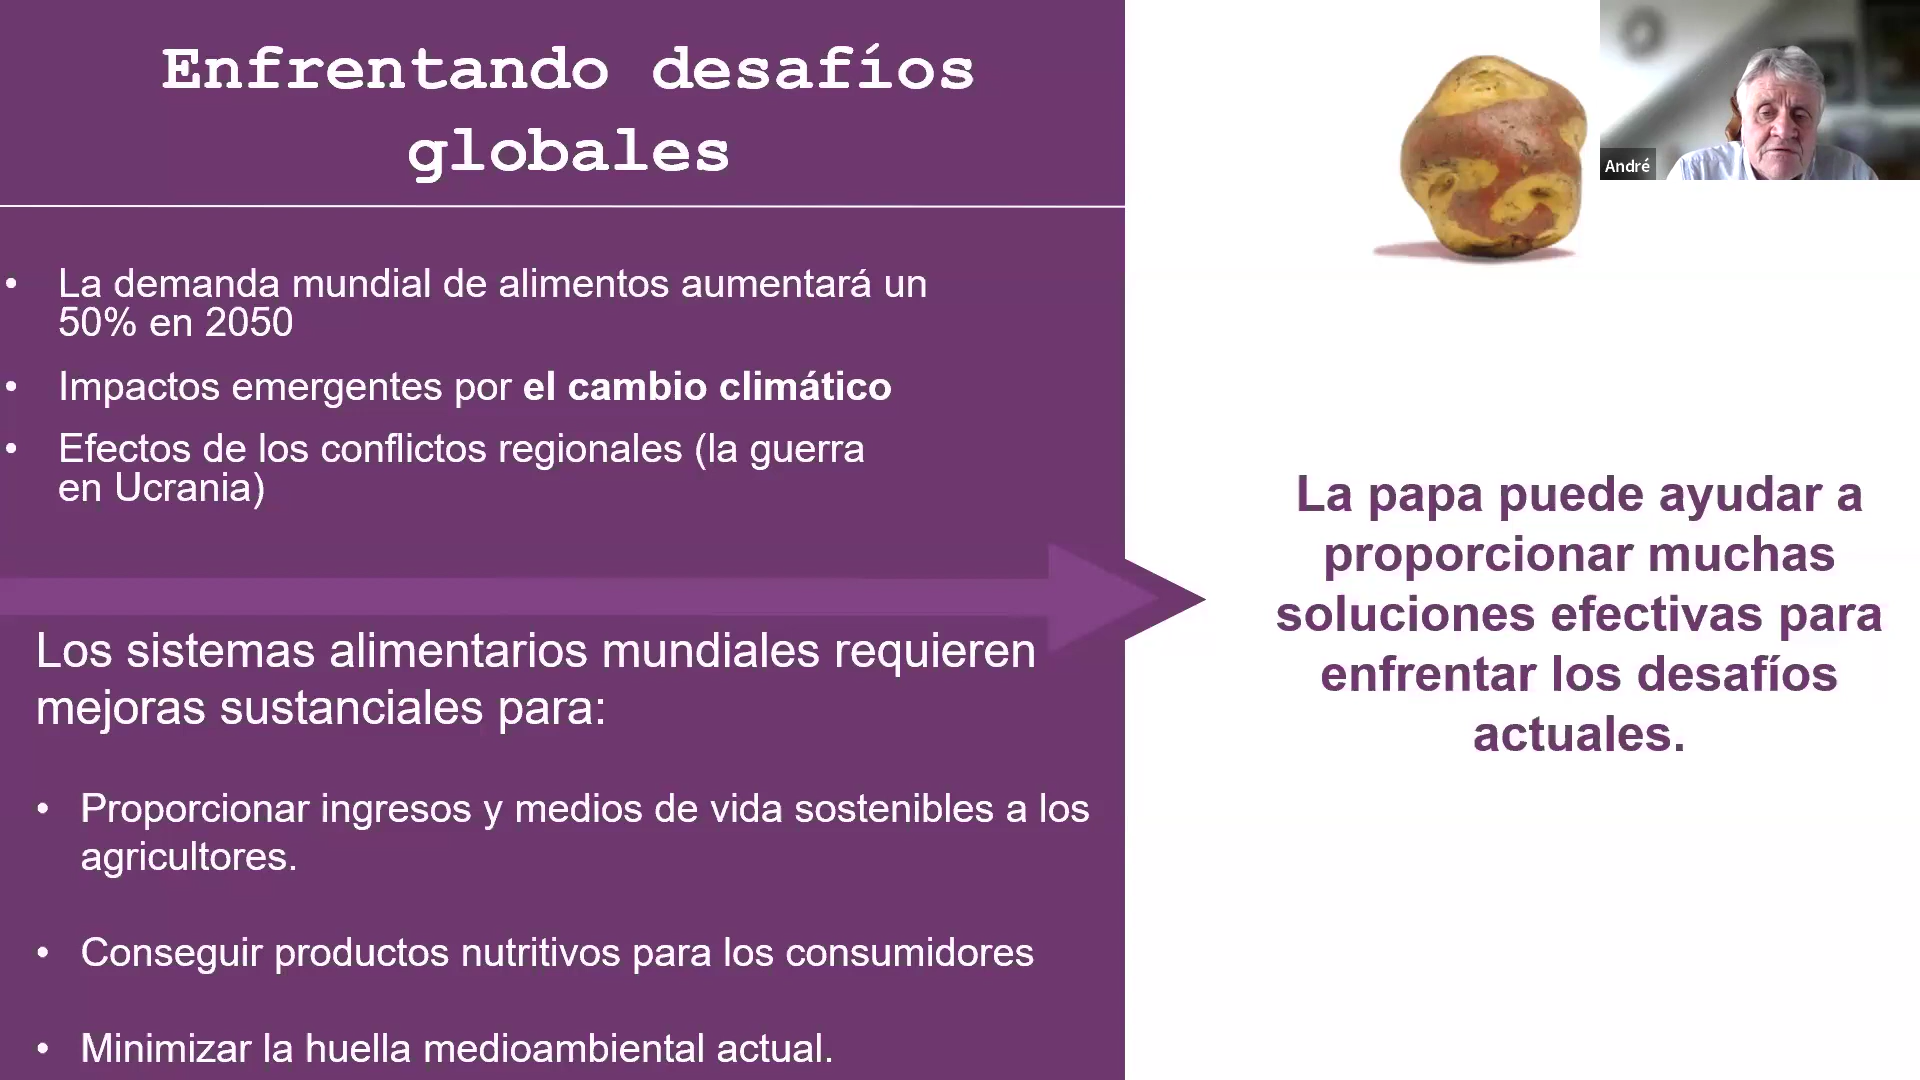 Enfrentando desafíos
globales
• La demanda mundial de alimentos aumentará un
50% en 2050
• Impactos emergentes por el cambio climático
• Efectos de los conflictos regionales (la guerra
en Ucrania)
Los sistemas alimentarios mundiales requieren
mejoras sustanciales para:
• Proporcionar ingresos y medios de vida sostenibles a los
agricultores.
• Conseguir productos nutritivos para los consumidores
• Minimizar la huella medioambiental actual.
André
La papa puede ayudar a
proporcionar muchas
soluciones efectivas para
enfrentar los desafíos
actuales.